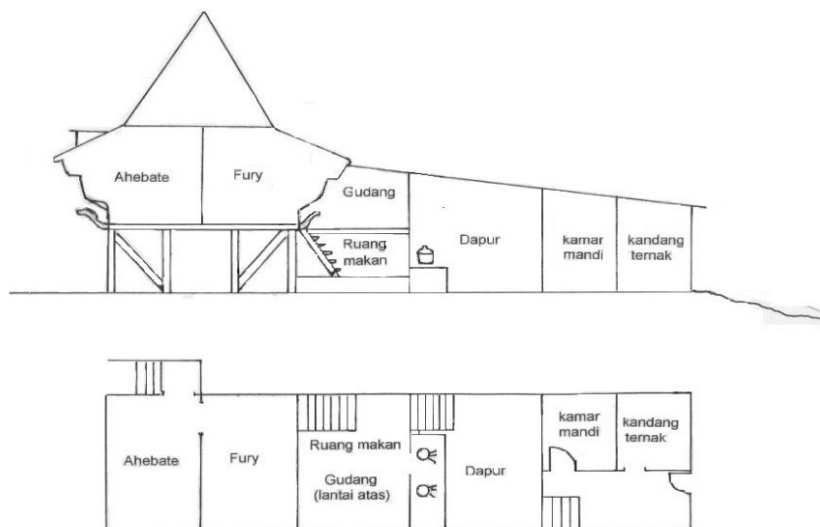 Ahebate
Fury
Gudang
Ruang
makan
Dapur
kamar
mandi
kandang
ternak
Ahebate
Fury
Ruang makan
Gudang
(lantai atas)
Dapur
kamar
mandi
kandang
ternak